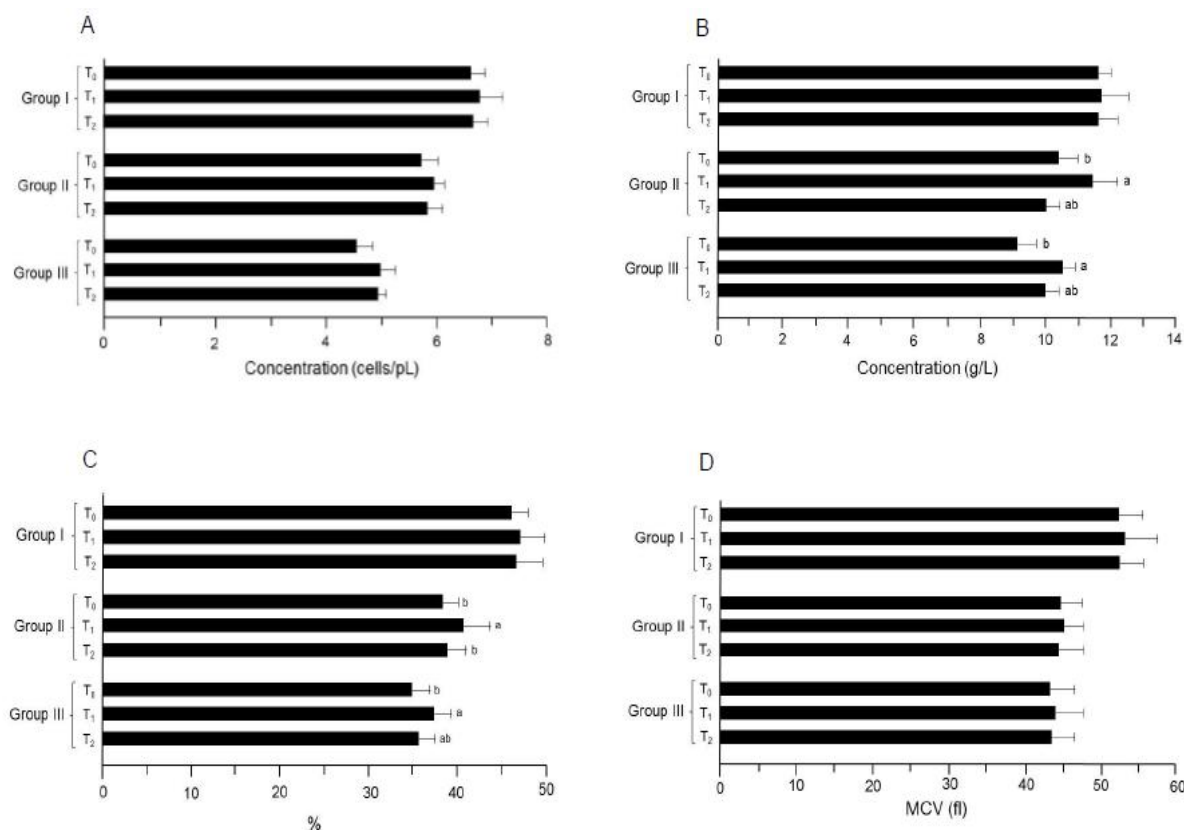 A
Group I
T0
T1
T2
Group II
T0
T1
T2
Group III
T0
T1
T2
0 2 4 6 8
Concentration (cells/pL)
B
Group I
T0
T1
T2
Group II
T0 b
T1 a
T2 ab
Group III
T0 b
T1 a
T2 ab
0 2 4 6 8 10 12 14
Concentration (g/L)
C
Group I
T0
T1
T2
Group II
T0 b
T1 a
T2 b
Group III
T0 b
T1 a
T2 ab
0 10 20 30 40 50
%
D
Group I
T0
T1
T2
Group II
T0
T1
T2
Group III
T0
T1
T2
0 10 20 30 40 50 60
MCV (fl)